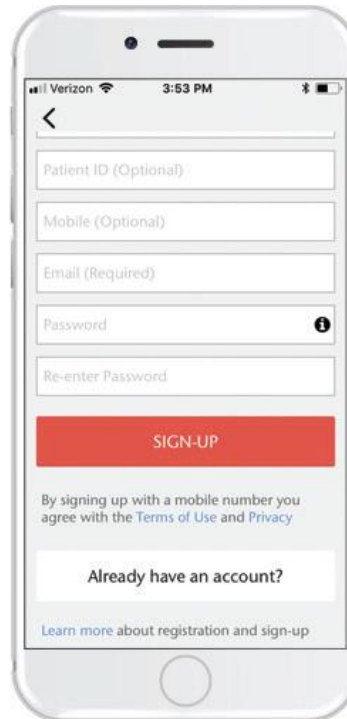 Verizon 3:53 PM
Patient ID (Optional)
Mobile (Optional)
Email (Required)
Password
Re-enter Password
SIGN-UP
By signing up with a mobile number you
agree with the Terms of Use and Privacy
Already have an account?
Learn more about registration and sign-up